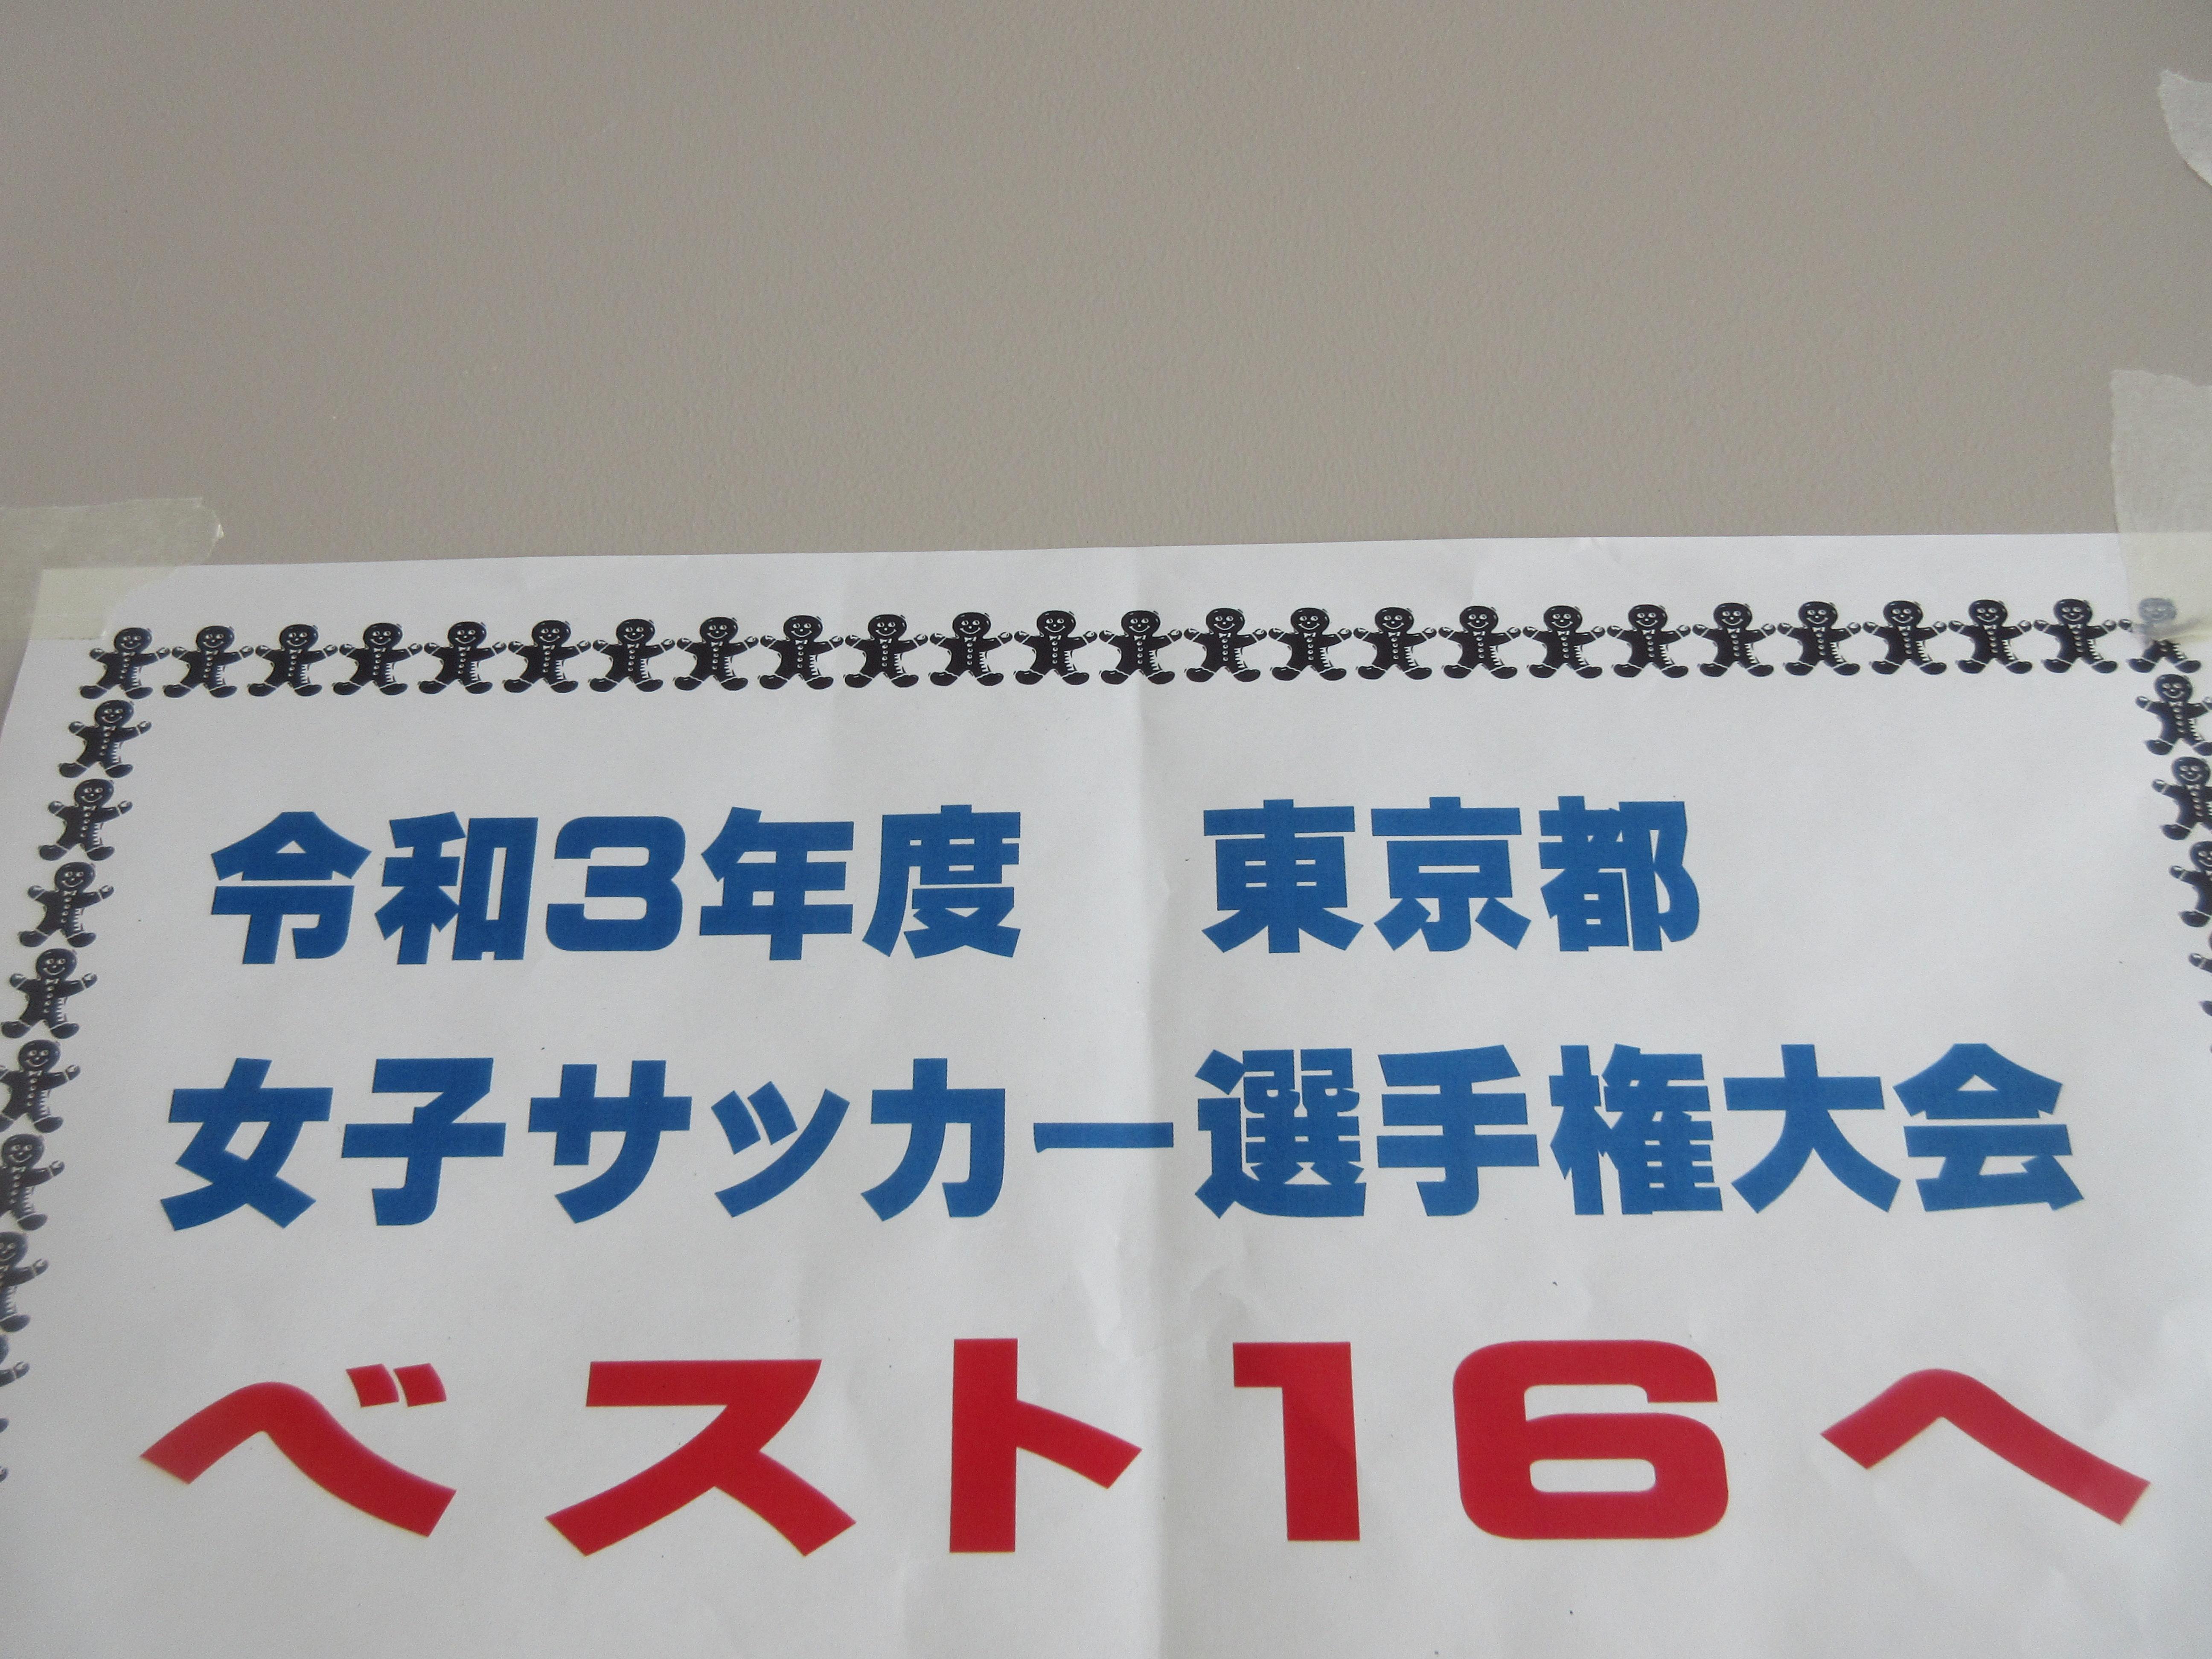 令和3年度　東京都
女子サッカー選手権大会
ベスト16へ